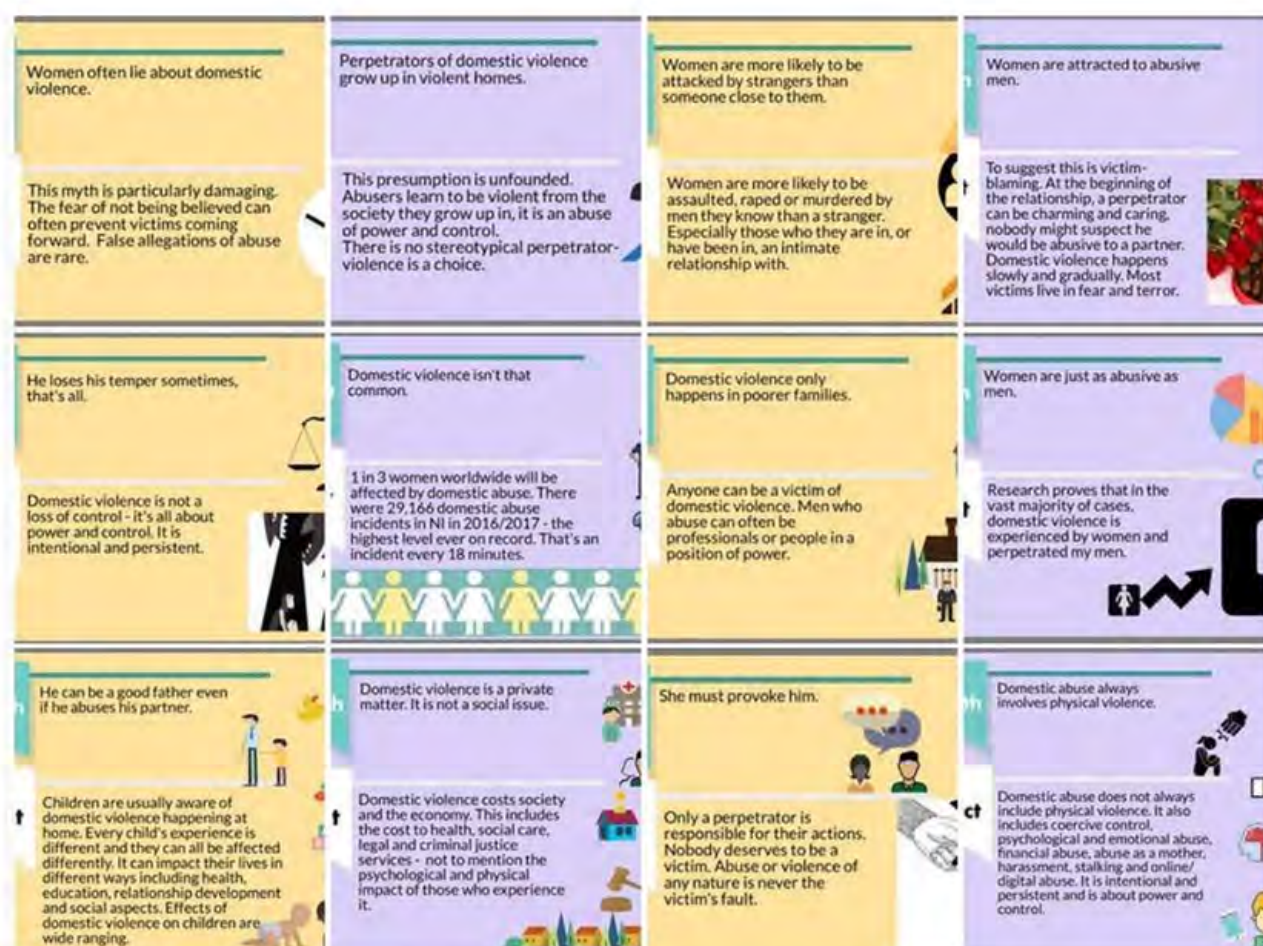 Women often lie about domestic
violence.
This myth is particularly damaging.
The fear of not being believed can
often prevent victims coming
forward. False allegations of abuse
are rare.
Perpetrators of domestic violence
grow up in violent homes.
This presumption is unfounded.
Abusers learn to be violent from the
society they grow up in, it is an abuse
of power and control.
There is no stereotypical perpetrator-
violence is a choice.
Women are more likely to be
attacked by strangers than
someone close to them.
Women are more likely to be
assaulted, raped or murdered by
men they know than a stranger.
Especially those who they are in, or
have been in, an intimate
relationship with.
h
Women are attracted to abusive
men.
t
To suggest this is victim-
blaming. At the beginning of
the relationship, a perpetrator
can be charming and caring,
nobody might suspect he
would be abusive to a partner.
Domestic violence happens
slowly and gradually. Most
victims live in fear and terror.
He loses his temper sometimes,
that's all.
Domestic violence is not a
loss of control - it's all about
power and control. It is
intentional and persistent.
Domestic violence isn't that
common.
1 in 3 women worldwide will be
affected by domestic abuse. There
were 29,166 domestic abuse
incidents in NI in 2016/2017 - the
highest level ever on record. That's an
incident every 18 minutes.
Domestic violence only
happens in poorer families.
Anyone can be a victim of
domestic violence. Men who
abuse can often be
professionals or people in a
position of power.
h
Women are just as abusive as
men.
t
Research proves that in the
vast majority of cases,
domestic violence is
experienced by women and
perpetrated my men.
h
He can be a good father even
if he abuses his partner.
t
Children are usually aware of
domestic violence happening at
home. Every child's experience is
different and they can all be affected
differently. It can impact their lives in
different ways including health,
education, relationship development
and social aspects. Effects of
domestic violence on children are
wide ranging.
h
Domestic violence is a private
matter. It is not a social issue.
t
Domestic violence costs society
and the economy. This includes
the cost to health, social care,
legal and criminal justice
services - not to mention the
psychological and physical
impact of those who experience
it.
She must provoke him.
Only a perpetrator is
responsible for their actions.
Nobody deserves to be a
victim. Abuse or violence of
any nature is never the
victim's fault.
th
Domestic abuse always
involves physical violence.
ct
Domestic abuse does not always
include physical violence. It also
includes coercive control,
psychological and emotional abuse,
financial abuse, abuse as a mother,
harassment, stalking and online/
digital abuse. It is intentional and
persistent and is about power and
control.